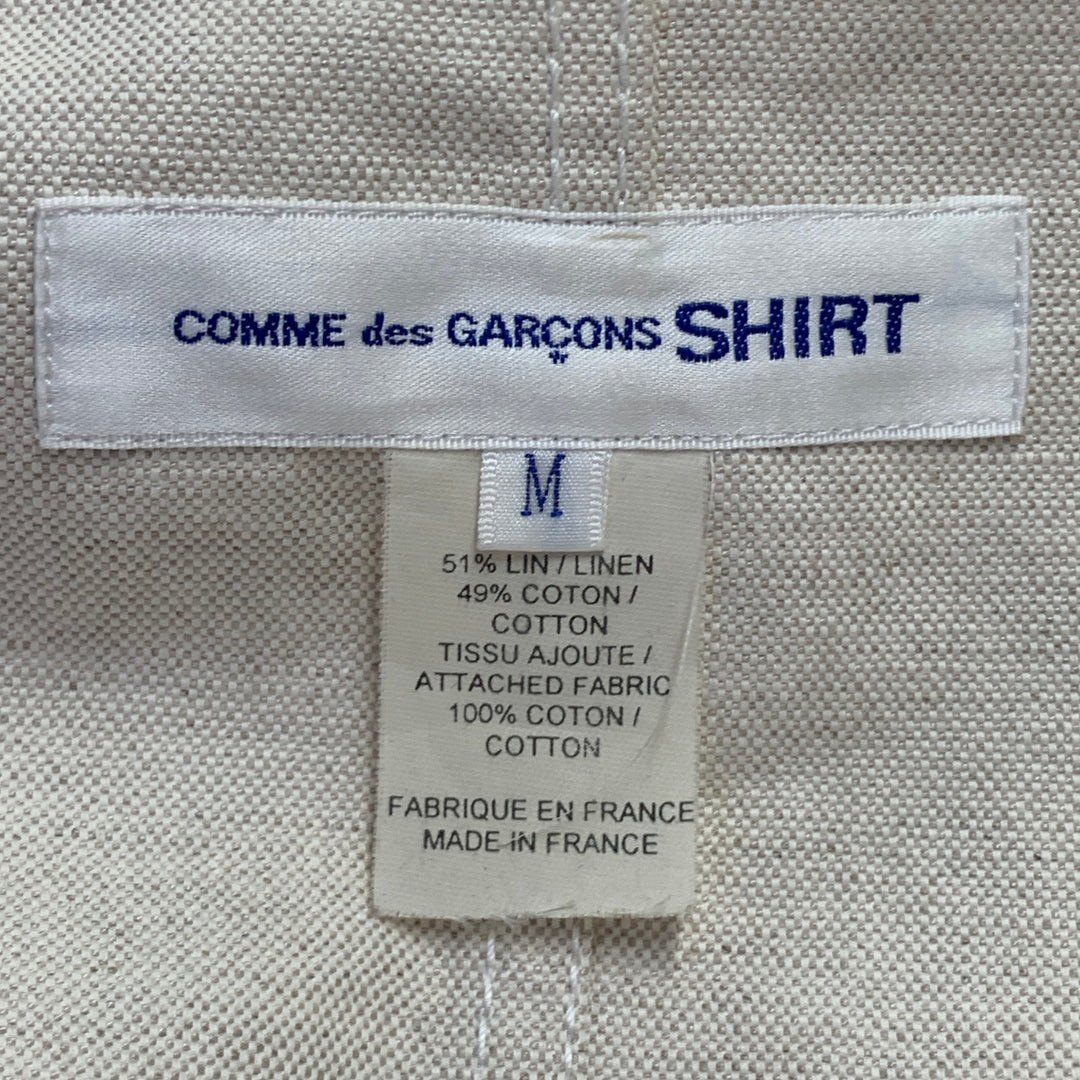 COMME des GARÇONS SHIRT
M
51% LIN / LINEN
49% COTON /
COTTON
TISSU AJOUTE /
ATTACHED FABRIC
100% COTON /
COTTON
FABRIQUE EN FRANCE
MADE IN FRANCE